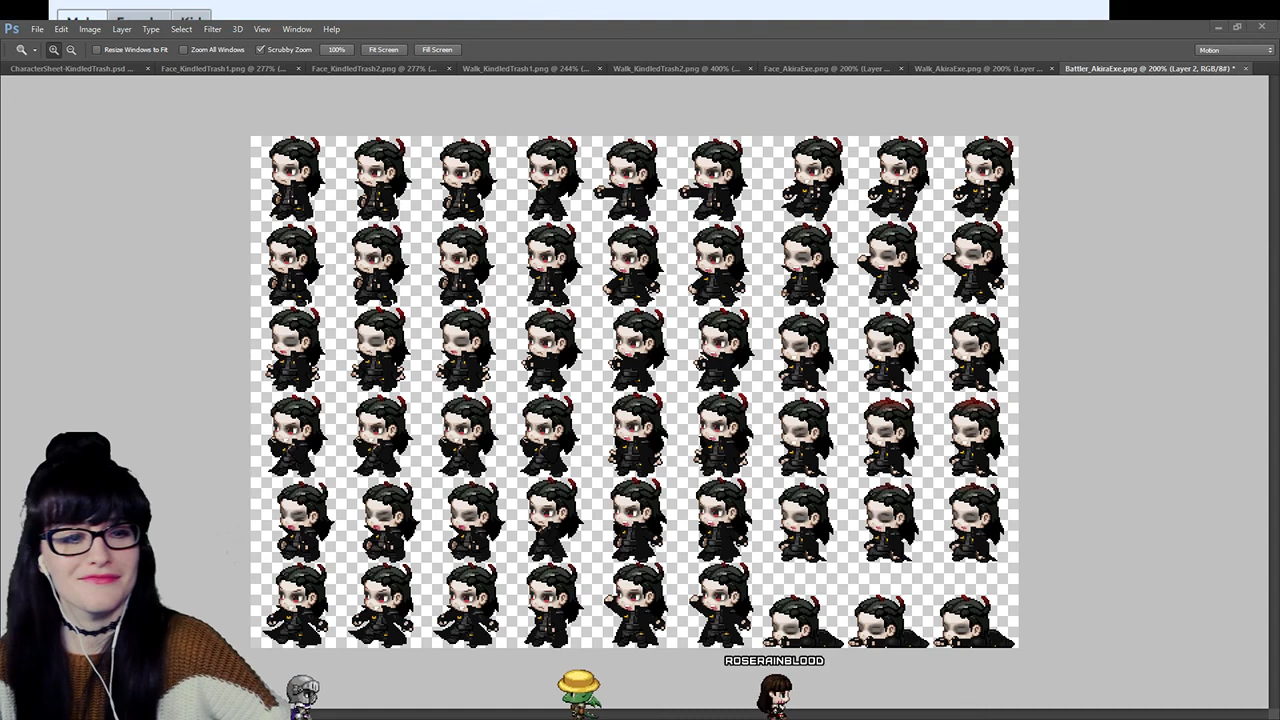 Ps File Edit Image Layer Type Select Filter 3D View Window Help
Resize Windows to Fit Zoom All Windows Scrubby Zoom 100% Fit Screen Fill Screen Motion
CharacterSheet-KindledTrash.psd ... Face_KindledTrash1.png @ 277% (... Face_KindledTrash2.png @ 277% (... Walk_KindledTrash1.png @ 244% (... Walk_KindledTrash2.png @ 400% (... Face_AkiraExe.png @ 200% (Layer ... Walk_AkiraExe.png @ 200% (Layer ... Battler_AkiraExe.png @ 200% (Layer 2, RGB/8#) *
ROSERAINBLOOD